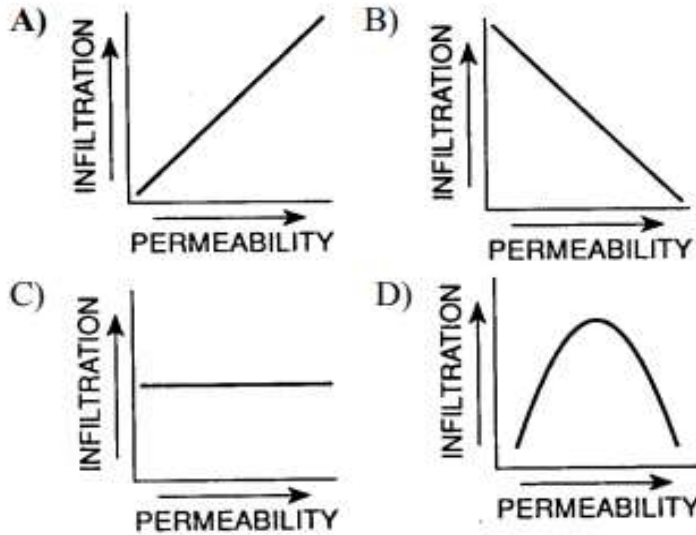 A)
INFILTRATION
PERMEABILITY
B)
INFILTRATION
PERMEABILITY
C)
INFILTRATION
PERMEABILITY
D)
INFILTRATION
PERMEABILITY